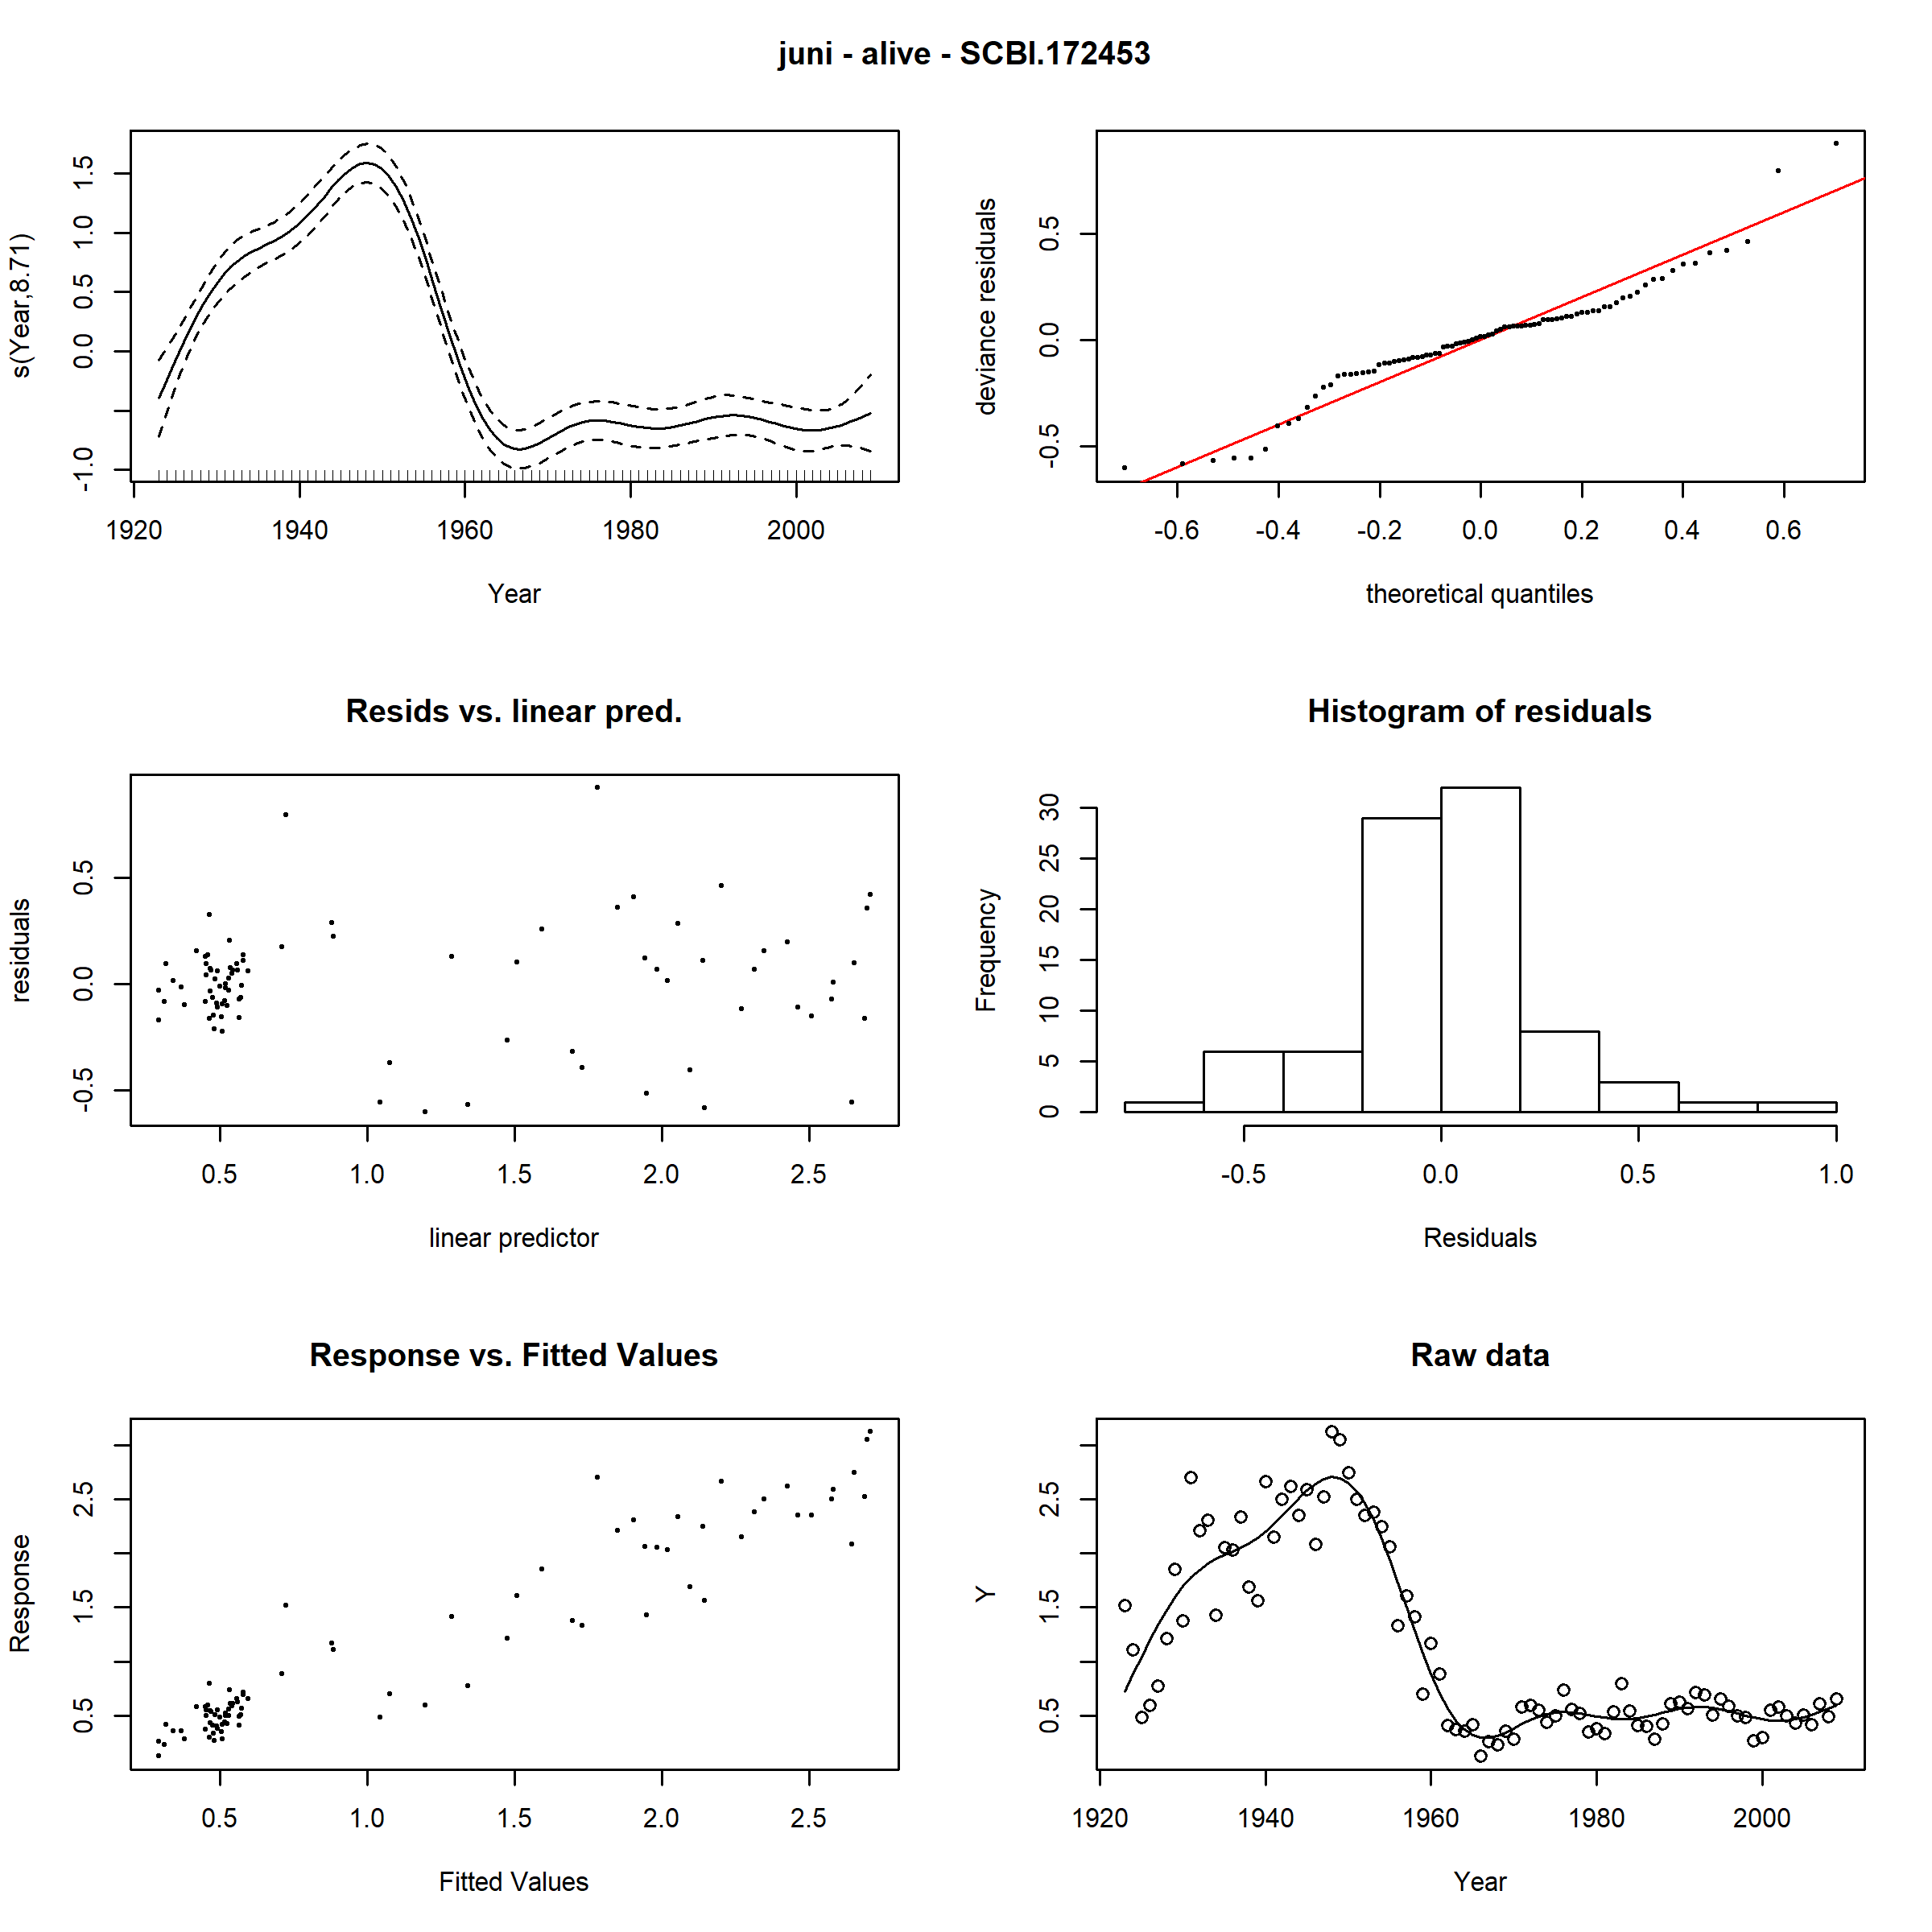 juni - alive - SCBI.172453
s(Year,8.71)
-1.0 0.0 0.5 1.0 1.5
1920 1940 1960 1980 2000
Year
deviance residuals
-0.5 0.0 0.5
-0.6 -0.4 -0.2 0.0 0.2 0.4 0.6
theoretical quantiles
Resids vs. linear pred.
residuals
-0.5 0.0 0.5
0.5 1.0 1.5 2.0 2.5
linear predictor
Histogram of residuals
Frequency
0 5 10 15 20 25 30
-0.5 0.0 0.5 1.0
Residuals
Response vs. Fitted Values
Response
0.5 1.5 2.5
0.5 1.0 1.5 2.0 2.5
Fitted Values
Raw data
Y
0.5 1.5 2.5
1920 1940 1960 1980 2000
Year